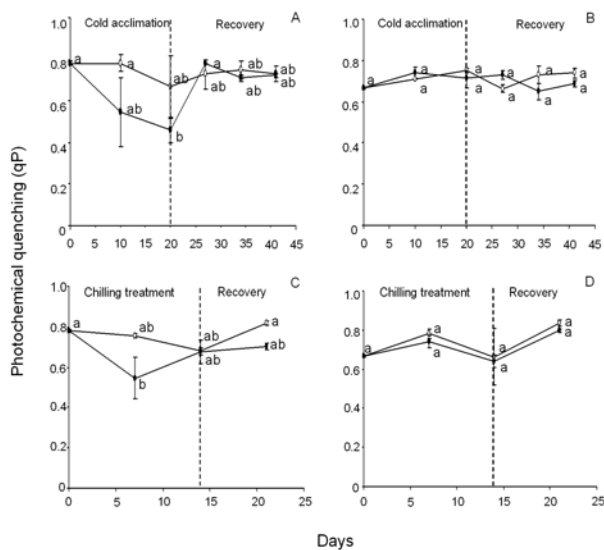 Photochemical quenching (qP)
Cold acclimation Recovery A
1.0
0.8
0.6
0.4
0.2
0
a a ab a ab ab
ab b ab ab ab
0 5 10 15 20 25 30 35 40 45
Cold acclimation Recovery B
1.0
0.8
0.6
0.4
0.2
0
a a a a a a
a a a a a
0 5 10 15 20 25 30 35 40 45
Chilling treatment Recovery C
1.0
0.8
0.6
0.4
0.2
0
a ab ab a
b ab ab
0 5 10 15 20 25
Chilling treatment Recovery D
1.0
0.8
0.6
0.4
0.2
0
a a a a
a a a
0 5 10 15 20 25
Days